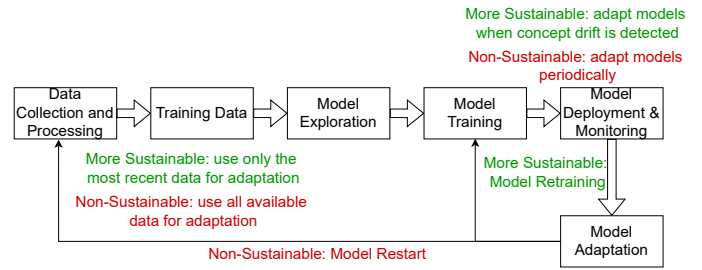 More Sustainable: adapt models
when concept drift is detected
Non-Sustainable: adapt models
periodically
Data
Collection and
Processing
Training Data
Model
Exploration
Model
Training
Model
Deployment &
Monitoring
More Sustainable: use only the
most recent data for adaptation
Non-Sustainable: use all available
data for adaptation
More Sustainable:
Model Retraining
Model
Adaptation
Non-Sustainable: Model Restart